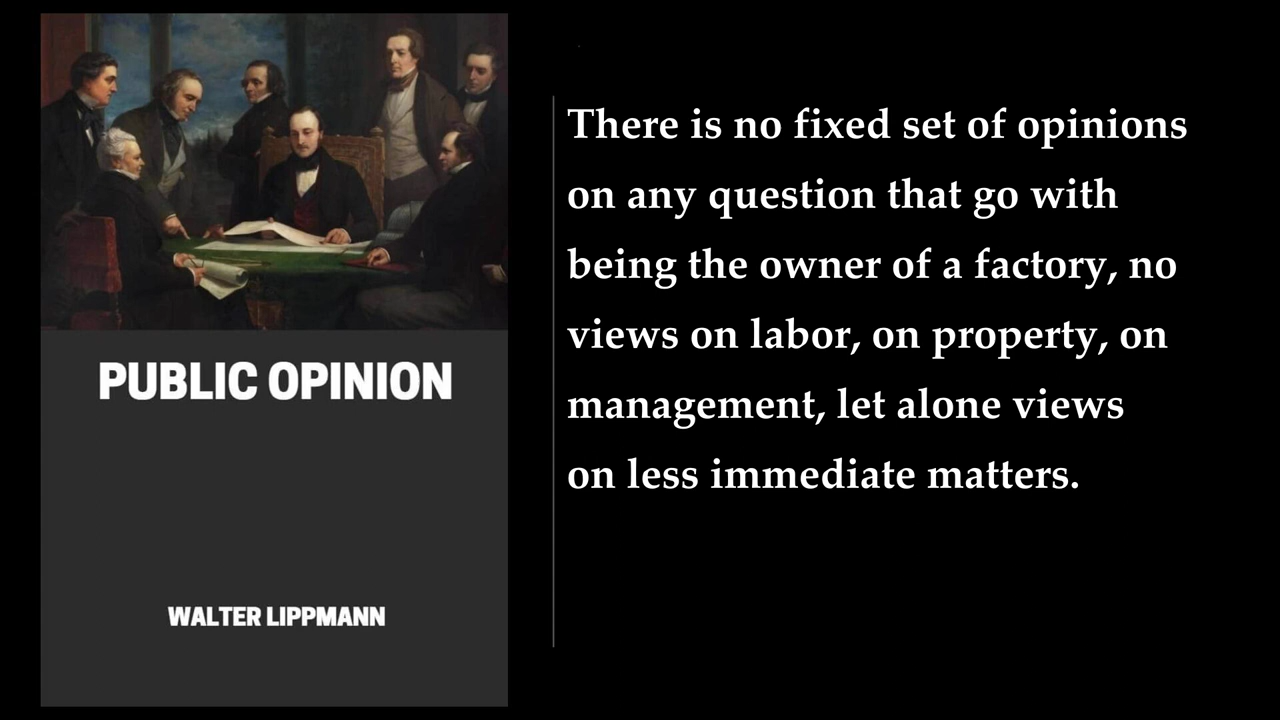 PUBLIC OPINION
WALTER LIPPMANN
There is no fixed set of opinions
on any question that go with
being the owner of a factory, no
views on labor, on property, on
management, let alone views
on less immediate matters.